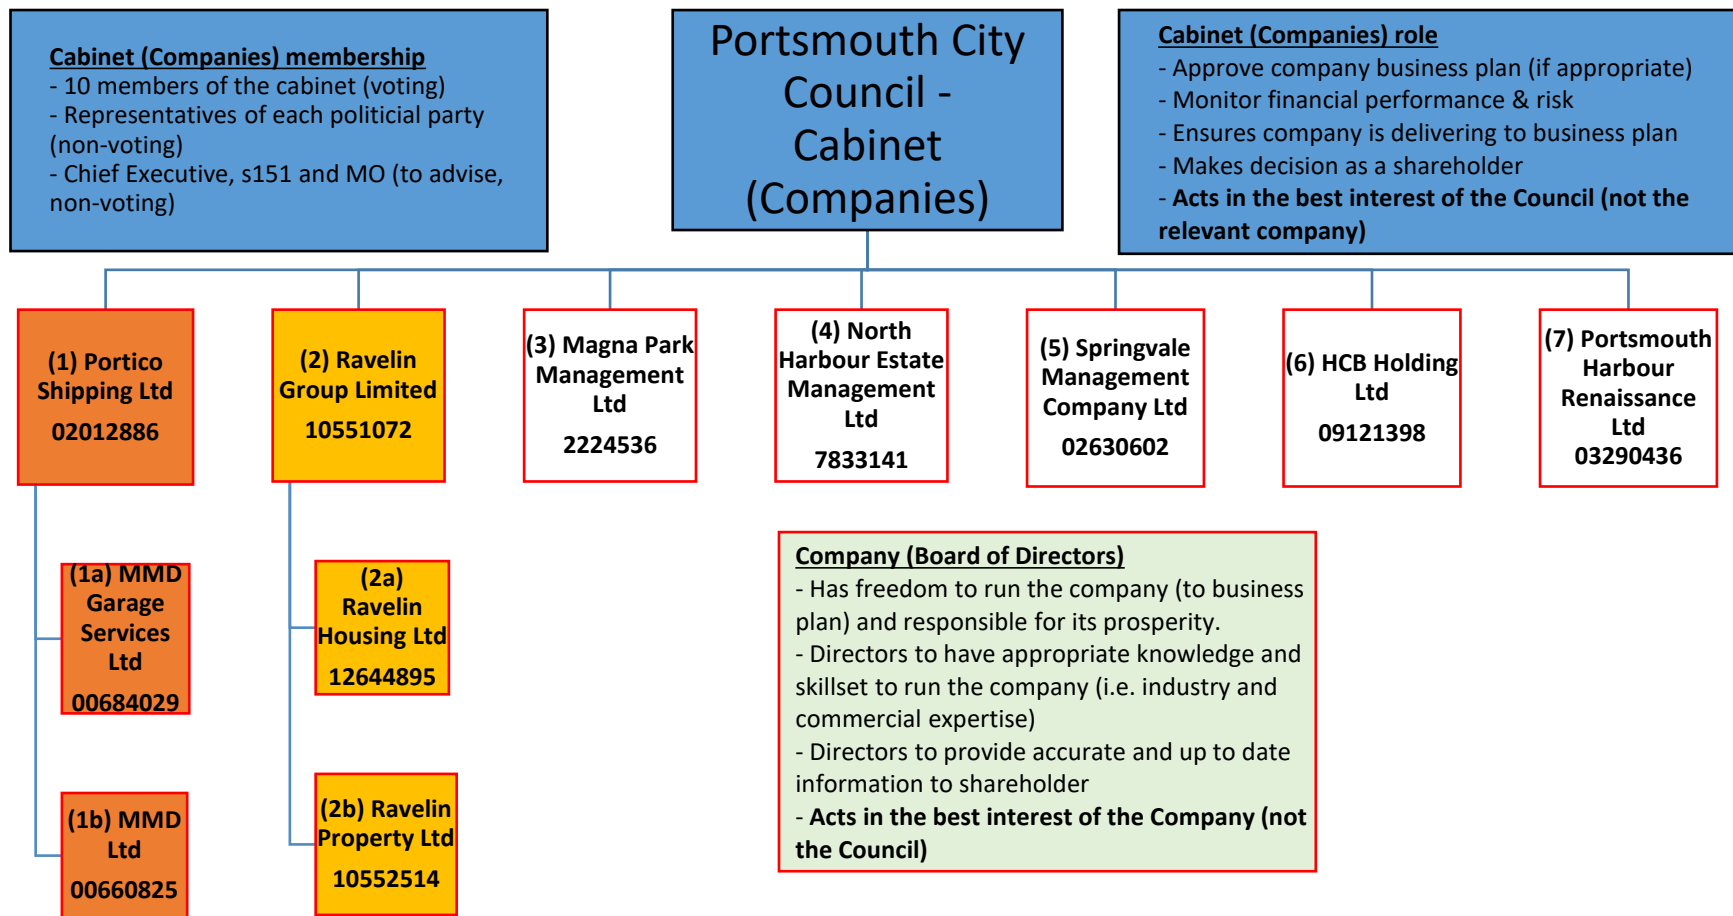 Cabinet (Companies) membership
- 10 members of the cabinet (voting)
- Representatives of each politicial party
(non-voting)
- Chief Executive, s151 and MO (to advise,
non-voting)
Portsmouth City
Council -
Cabinet
(Companies)
Cabinet (Companies) role
- Approve company business plan (if appropriate)
- Monitor financial performance & risk
- Ensures company is delivering to business plan
- Makes decision as a shareholder
- Acts in the best interest of the Council (not the
relevant company)
(1) Portico
Shipping Ltd
02012886
(2) Ravelin
Group Limited
10551072
(3) Magna Park
Management
Ltd
2224536
(4) North
Harbour Estate
Management
Ltd
7833141
(5) Springvale
Management
Company Ltd
02630602
(6) HCB Holding
Ltd
09121398
(7) Portsmouth
Harbour
Renaissance
Ltd
03290436
(1a) MMD
Garage
Services
Ltd
00684029
(2a)
Ravelin
Housing Ltd
12644895
(1b) MMD
Ltd
00660825
(2b) Ravelin
Property Ltd
10552514
Company (Board of Directors)
- Has freedom to run the company (to business
plan) and responsible for its prosperity.
- Directors to have appropriate knowledge and
skillset to run the company (i.e. industry and
commercial expertise)
- Directors to provide accurate and up to date
information to shareholder
- Acts in the best interest of the Company (not
the Council)